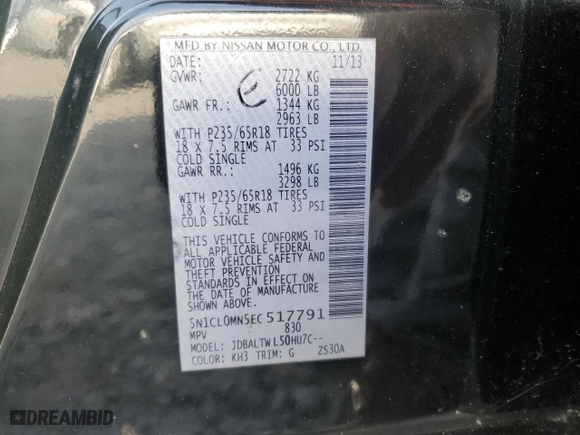 MFD BY NISSAN MOTOR CO., LTD.
DATE: 11/13
GVWR: 2722 KG
6000 LB
GAWR FR.: 1344 KG
2963 LB
WITH P235/65R18 TIRES
18 X 7.5 RIMS AT 33 PSI
COLD SINGLE
GAWR RR.: 1496 KG
3298 LB
WITH P235/65R18 TIRES
18 X 7.5 RIMS AT 33 PSI
COLD SINGLE
THIS VEHICLE CONFORMS TO
ALL APPLICABLE FEDERAL
MOTOR VEHICLE SAFETY AND
THEFT PREVENTION
STANDARDS IN EFFECT ON
THE DATE OF MANUFACTURE
SHOWN ABOVE.
5N1CL0MN5EC517791
MPV 830
MODEL: JDBALTWL50HU7C--
COLOR: KH3 TRIM: G ZS30A
DREAMBID